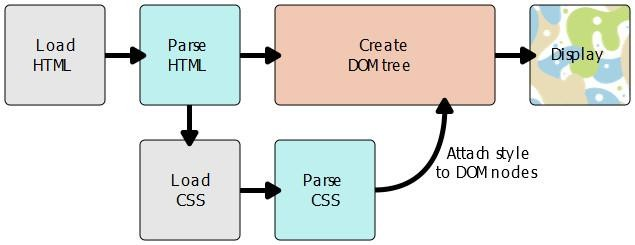 Load
HTML
Parse
HTML
Create
DOM tree
Display
Load
CSS
Parse
CSS
Attach style
to DOM nodes